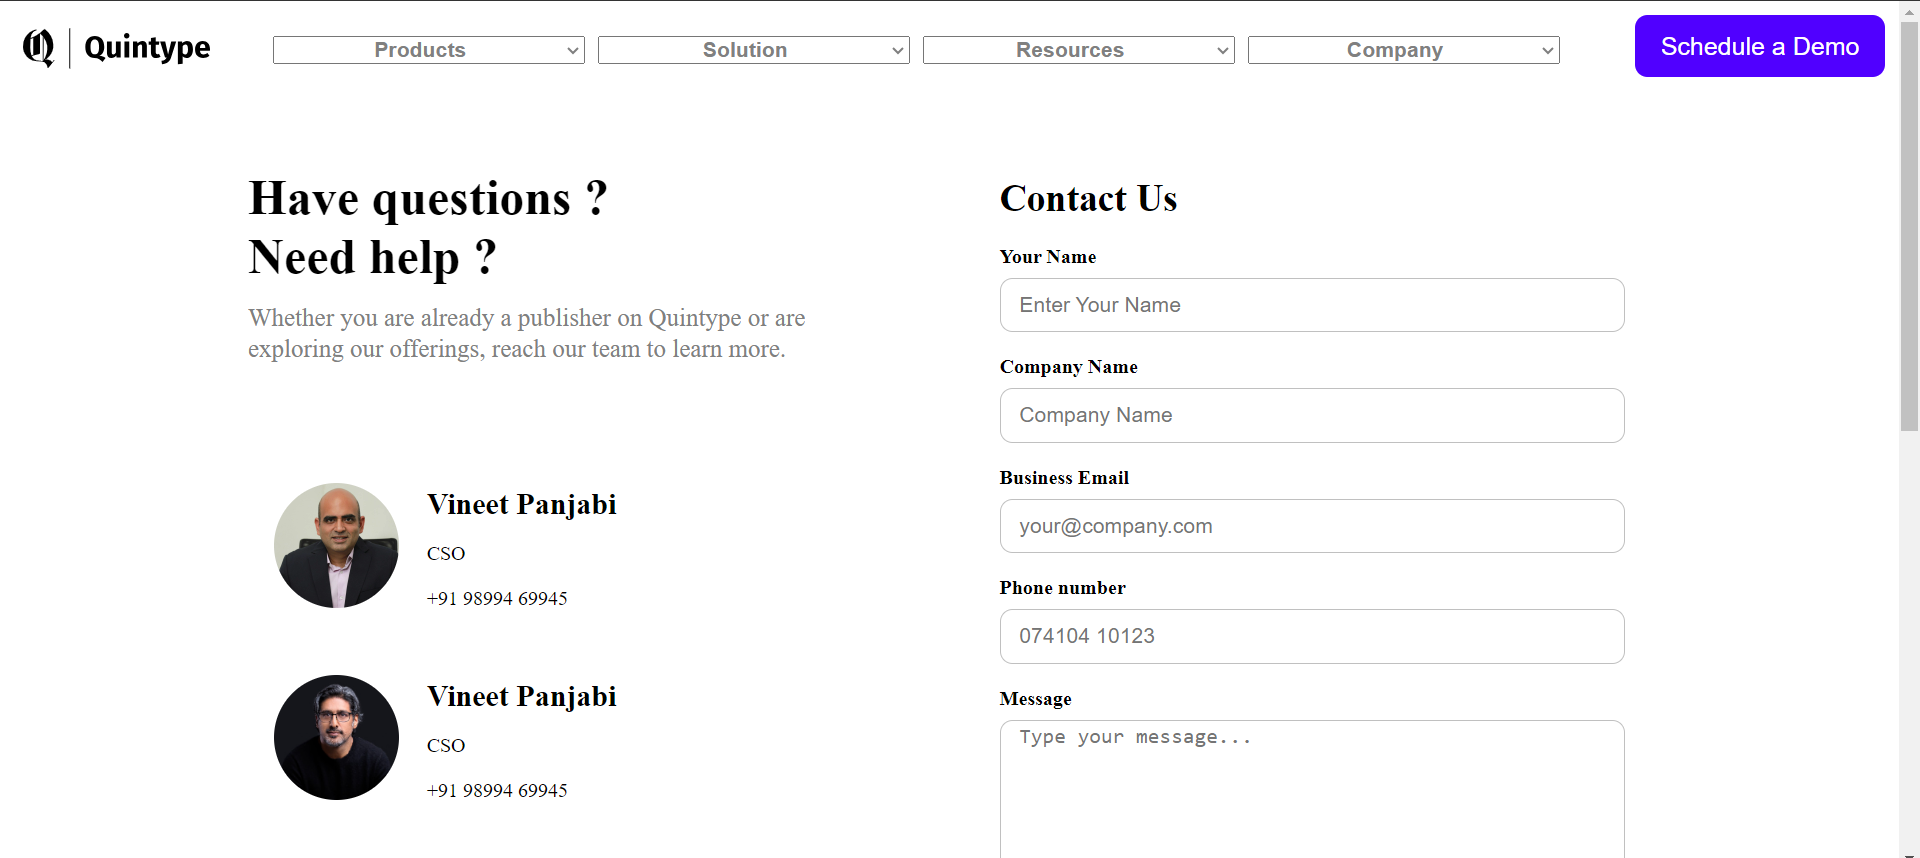 Quintype
Products
Solution
Resources
Company
Schedule a Demo
Have questions ?
Need help ?
Whether you are already a publisher on Quintype or are
exploring our offerings, reach our team to learn more.
Vineet Panjabi
CSO
+91 98994 69945
Vineet Panjabi
CSO
+91 98994 69945
Contact Us
Your Name
Enter Your Name
Company Name
Company Name
Business Email
your@company.com
Phone number
074104 10123
Message
Type your message...